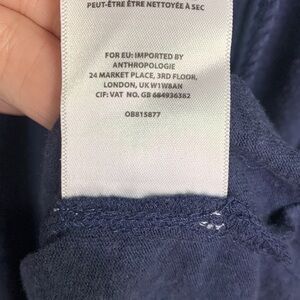 PEUT-ÊTRE ÊTRE NETTOYÉE À SEC
FOR EU: IMPORTED BY
ANTHROPOLOGIE
24 MARKET PLACE, 3RD FLOOR,
LONDON, UK W1W8AN
CIF: VAT NO. GB 684936382
OB815877